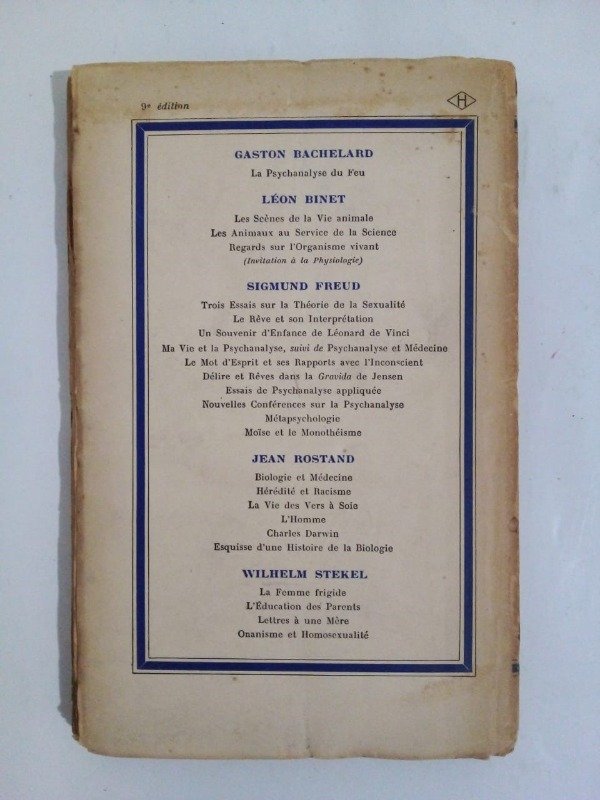 9e édition
H
GASTON BACHELARD
La Psychanalyse du Feu
LÉON BINET
Les Scènes de la Vie animale
Les Animaux au Service de la Science
Regards sur l'Organisme vivant
(Invitation à la Physiologie)
SIGMUND FREUD
Trois Essais sur la Théorie de la Sexualité
Le Rêve et son Interprétation
Un Souvenir d'Enfance de Léonard de Vinci
Ma Vie et la Psychanalyse, suivi de Psychanalyse et Médecine
Le Mot d'Esprit et ses Rapports avec l'Inconscient
Délire et Rêves dans la Gravida de Jensen
Essais de Psychanalyse appliquée
Nouvelles Conférences sur la Psychanalyse
Métapsychologie
Moïse et le Monothéisme
JEAN ROSTAND
Biologie et Médecine
Hérédité et Racisme
La Vie des Vers à Soie
L'Homme
Charles Darwin
Esquisse d'une Histoire de la Biologie
WILHELM STEKEL
La Femme frigide
L'Éducation des Parents
Lettres à une Mère
Onanisme et Homosexualité